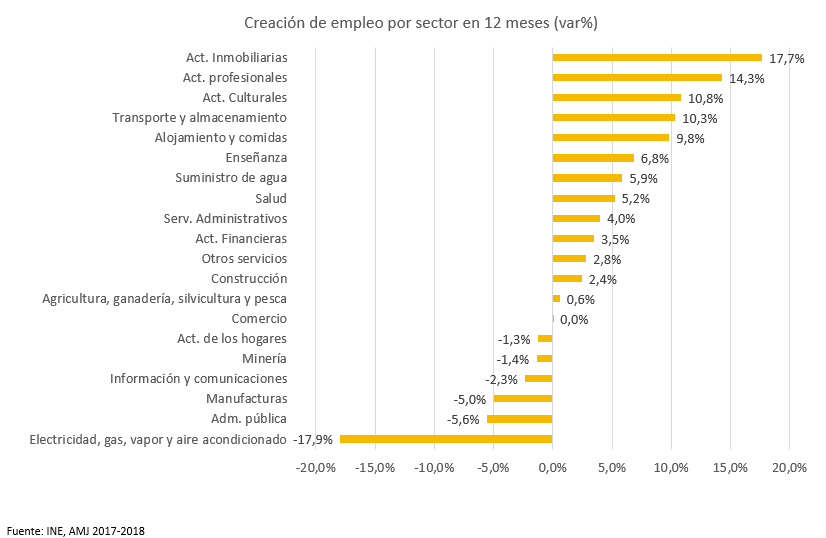 Creación de empleo por sector en 12 meses (var%)
Act. Inmobiliarias 17,7%
Act. profesionales 14,3%
Act. Culturales 10,8%
Transporte y almacenamiento 10,3%
Alojamiento y comidas 9,8%
Enseñanza 6,8%
Suministro de agua 5,9%
Salud 5,2%
Serv. Administrativos 4,0%
Act. Financieras 3,5%
Otros servicios 2,8%
Construcción 2,4%
Agricultura, ganadería, silvicultura y pesca 0,6%
Comercio 0,0%
Act. de los hogares -1,3%
Minería -1,4%
Información y comunicaciones -2,3%
Manufacturas -5,0%
Adm. pública -5,6%
Electricidad, gas, vapor y aire acondicionado -17,9%
-20,0% -15,0% -10,0% -5,0% 0,0% 5,0% 10,0% 15,0% 20,0%
Fuente: INE, AMJ 2017-2018